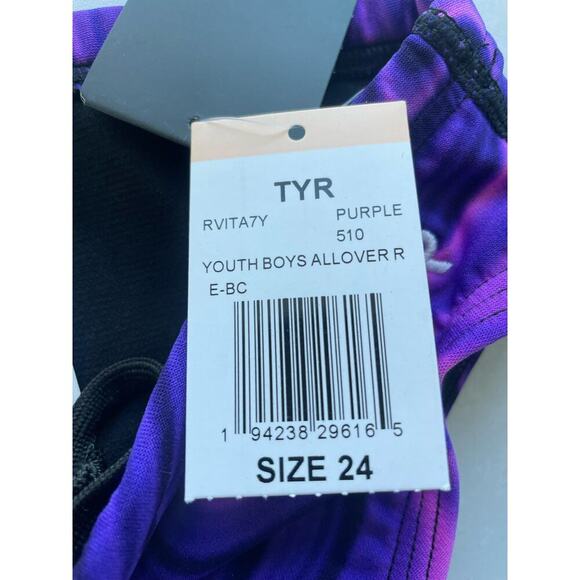 TYR
RVITA7Y PURPLE
510
YOUTH BOYS ALLOVER R
E-BC
1 94238 29616 5
SIZE 24